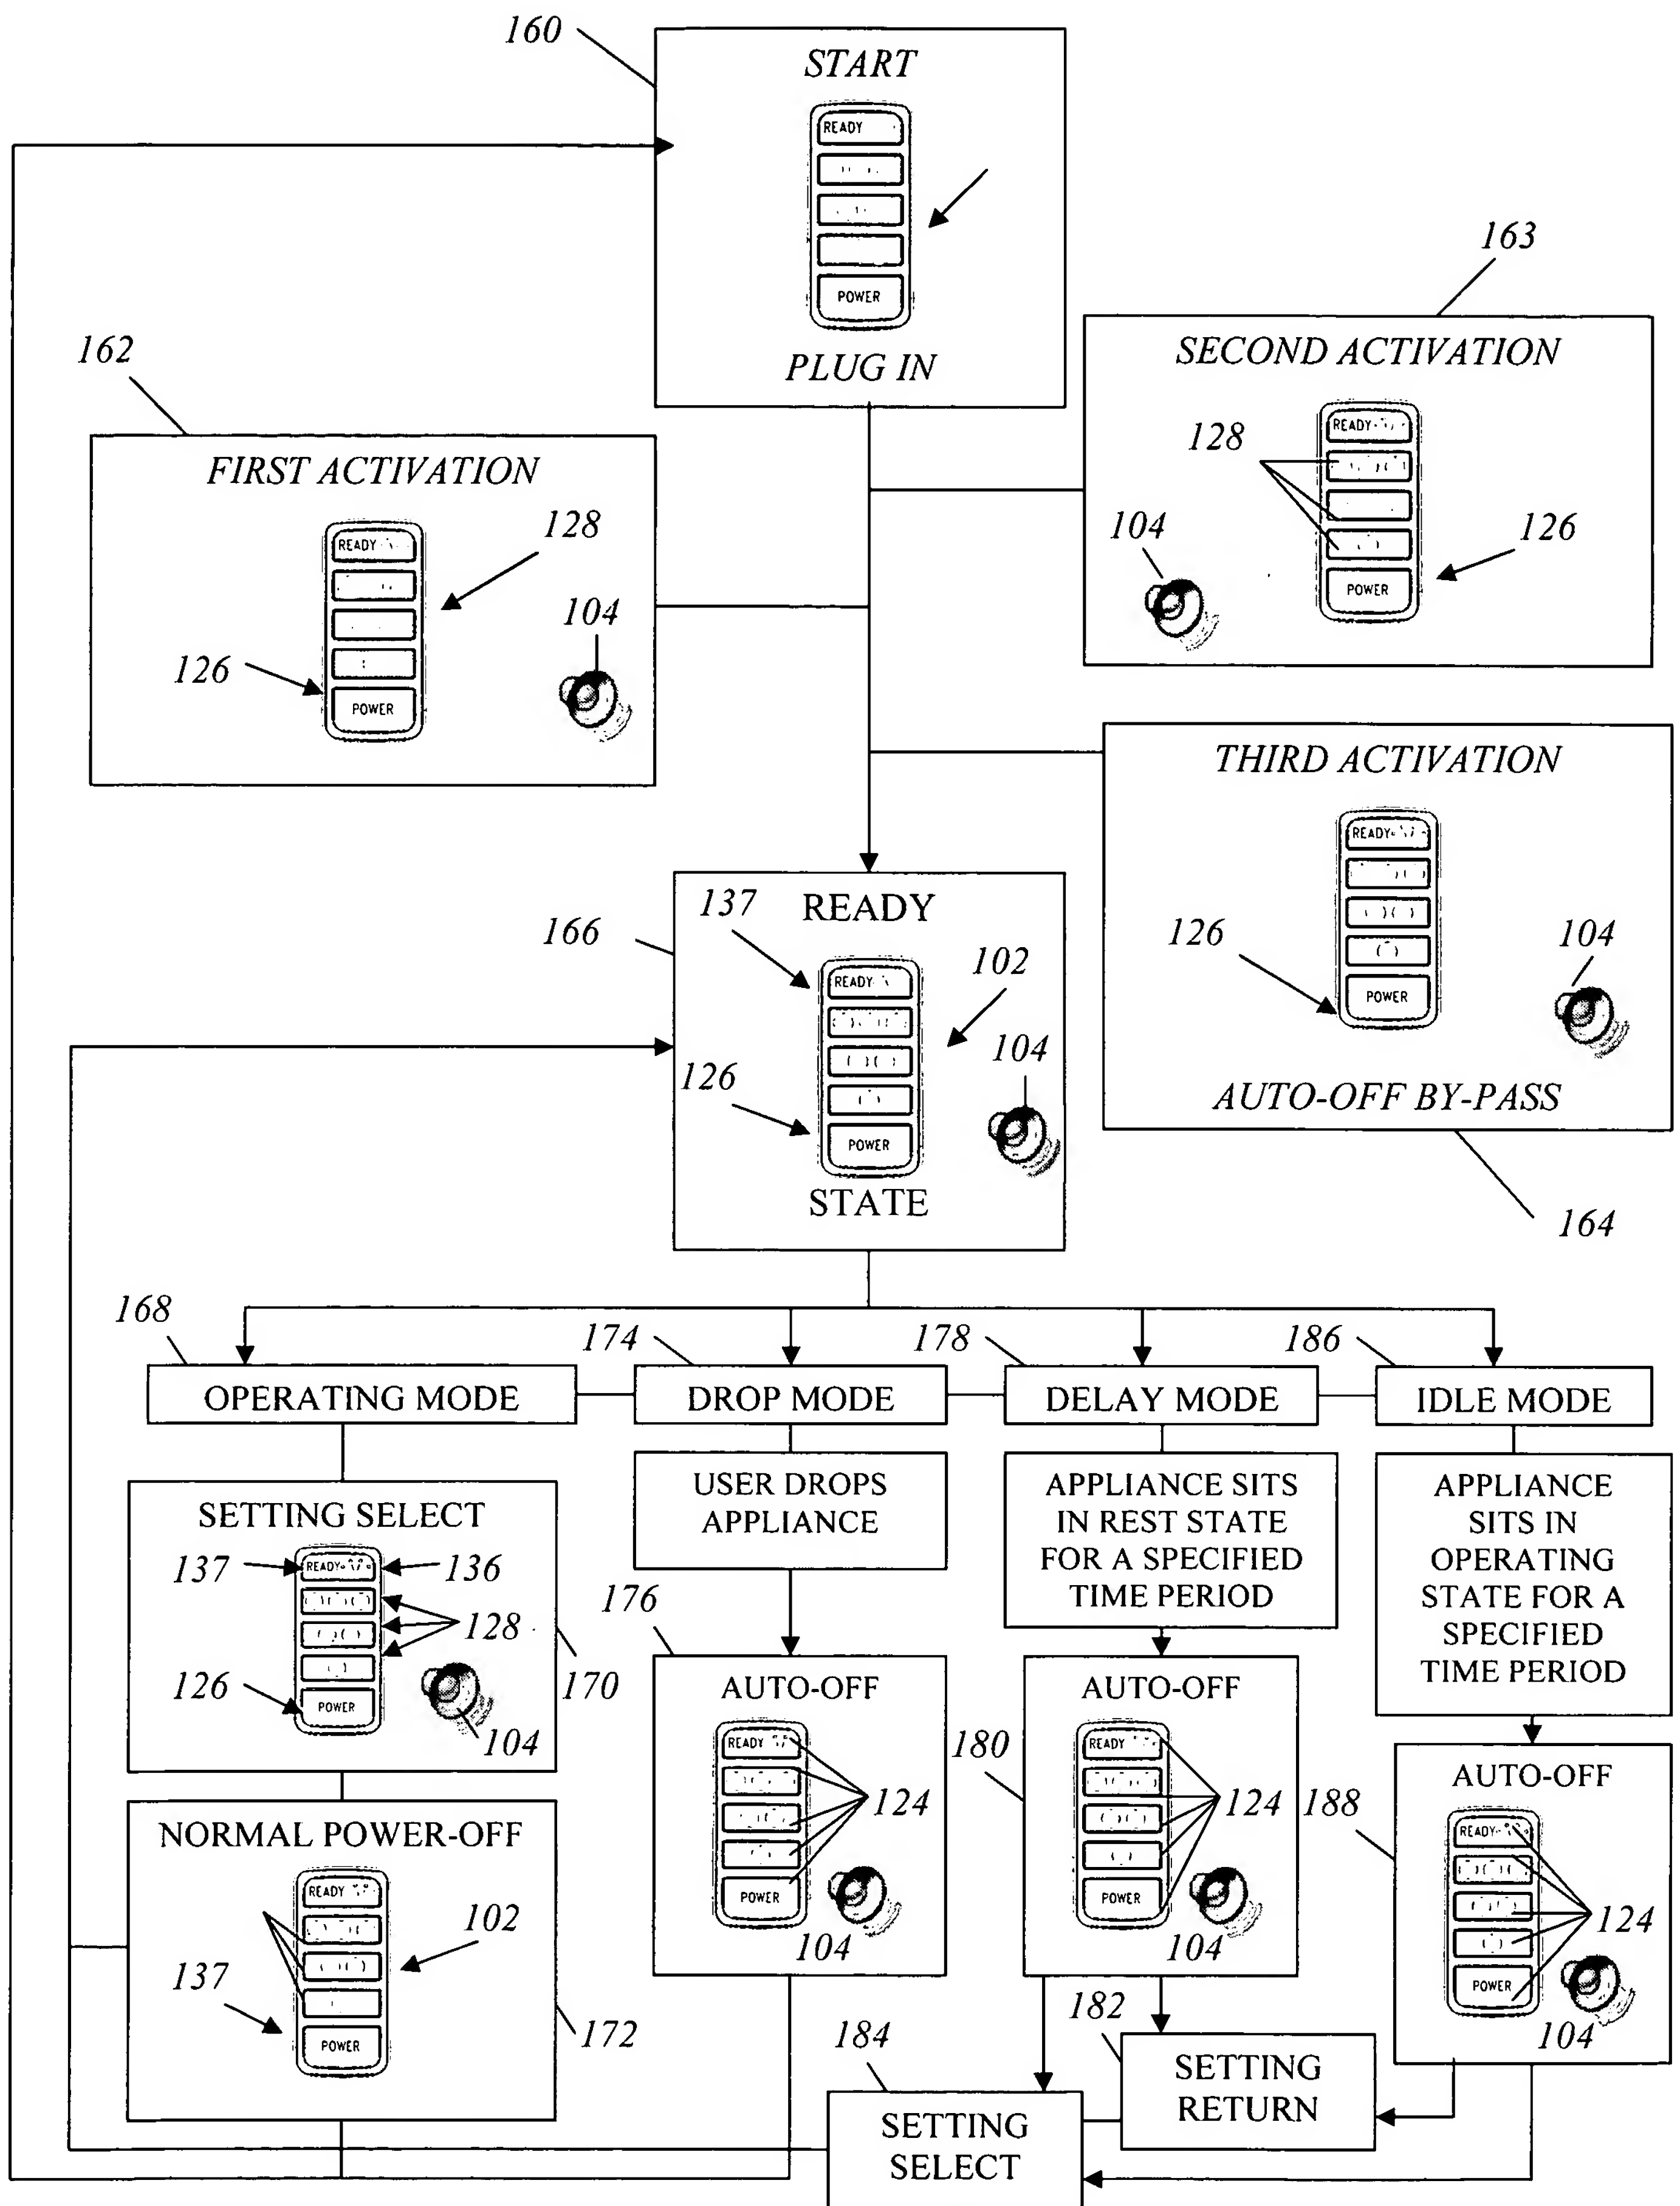 160
START
READY
POWER
PLUG IN
163
SECOND ACTIVATION
READY
128
104
126
POWER
162
FIRST ACTIVATION
READY
128
104
126
POWER
THIRD ACTIVATION
READY
126
104
POWER
AUTO-OFF BY-PASS
164
166
137
READY
READY
102
104
126
POWER
STATE
168
174
178
186
OPERATING MODE
DROP MODE
DELAY MODE
IDLE MODE
SETTING SELECT
137
READY
136
128
126
POWER
104
170
USER DROPS
APPLIANCE
APPLIANCE SITS
IN REST STATE
FOR A SPECIFIED
TIME PERIOD
APPLIANCE
SITS IN
OPERATING
STATE FOR A
SPECIFIED
TIME PERIOD
176
AUTO-OFF
READY
124
POWER
104
180
AUTO-OFF
READY
124
POWER
104
188
AUTO-OFF
READY
124
POWER
104
NORMAL POWER-OFF
READY
102
137
POWER
172
182
SETTING
RETURN
184
SETTING
SELECT